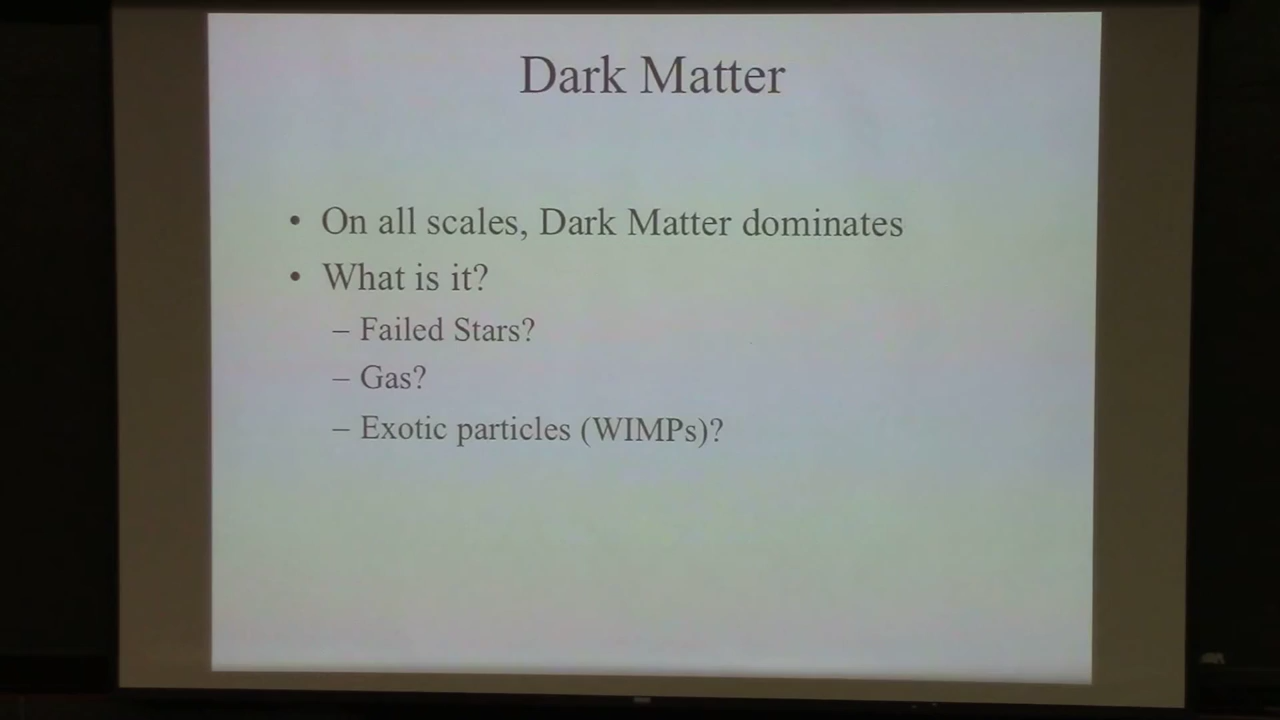 Dark Matter
• On all scales, Dark Matter dominates
• What is it?
– Failed Stars?
– Gas?
– Exotic particles (WIMPs)?